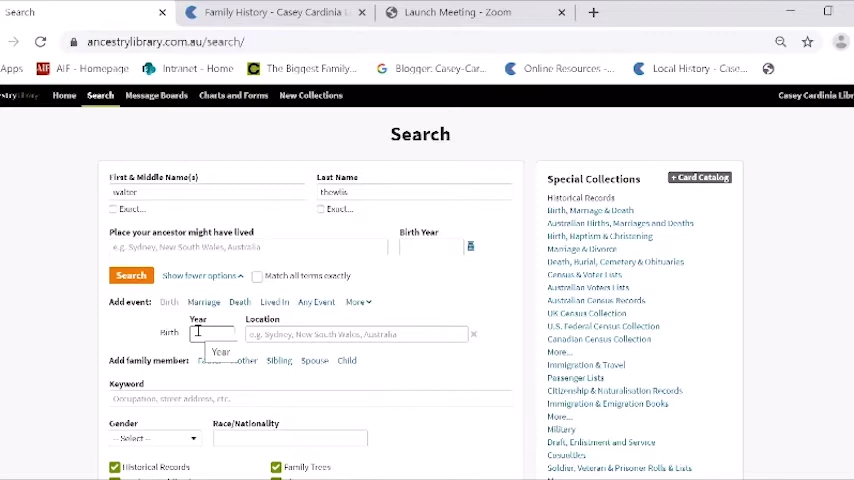 Search
Family History - Casey Cardinia
Launch Meeting - Zoom
ancestrylibrary.com.au/search/
Apps
AIF - Homepage
Intranet - Home
The Biggest Family...
Blogger: Casey-Car...
Online Resources -...
Local History - Case...
Home
Search
Message Boards
Charts and Forms
New Collections
Casey Cardinia Libr
Search
First & Middle Name(s)
Last Name
walter
thewlis
Exact...
Exact...
Place your ancestor might have lived
Birth Year
e.g. Sydney, New South Wales, Australia
Search
Show fewer options
Match all terms exactly
Add event: Birth Marriage Death Lived In Any Event More
Year
Location
Birth
e.g. Sydney, New South Wales, Australia
Year
Add family member:
Sibling Spouse Child
Keyword
Occupation, street address, etc.
Gender
Race/Nationality
-- Select --
Historical Records
Family Trees
Special Collections
+ Card Catalog
Historical Records
Birth, Marriage & Death
Australian Births, Marriages and Deaths
Birth, Baptism & Christening
Marriage & Divorce
Death, Burial, Cemetery & Obituaries
Census & Voter Lists
Australian Voters Lists
Australian Census Records
UK Census Collection
U.S. Federal Census Collection
Canadian Census Collection
More...
Immigration & Travel
Passenger Lists
Citizenship & Naturalisation Records
Immigration & Emigration Books
More...
Military
Draft, Enlistment and Service
Casualties
Soldier, Veteran & Prisoner Rolls & Lists